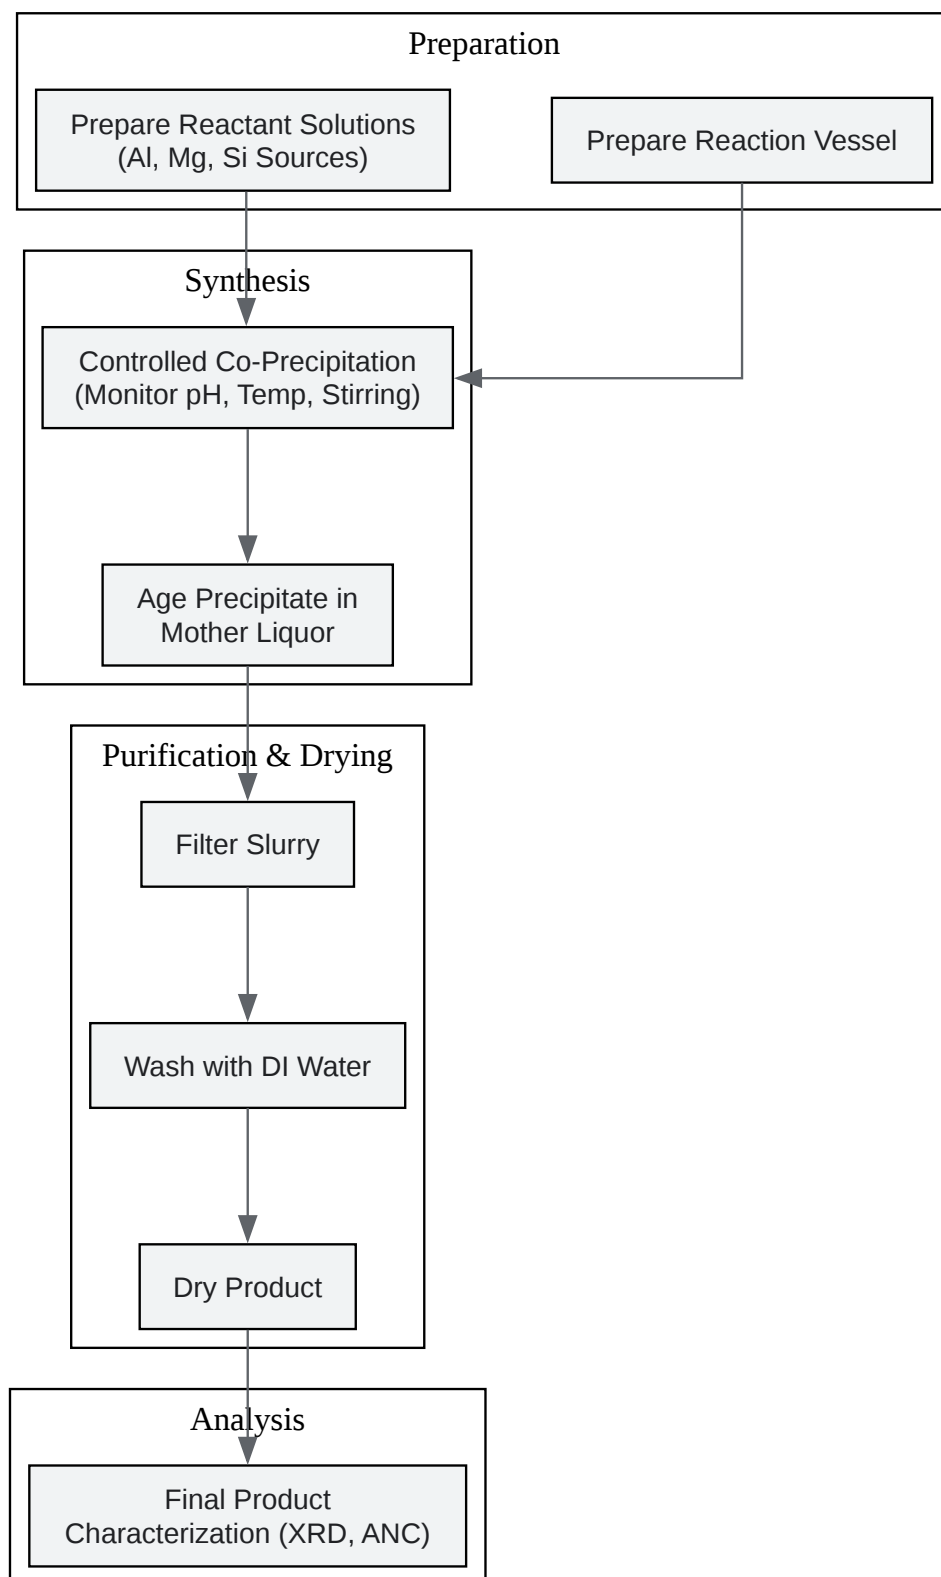 Preparation
Prepare Reactant Solutions
(Al, Mg, Si Sources)
Prepare Reaction Vessel
Synthesis
Controlled Co-Precipitation
(Monitor pH, Temp, Stirring)
Age Precipitate in
Mother Liquor
Purification & Drying
Filter Slurry
Wash with DI Water
Dry Product
Analysis
Final Product
Characterization (XRD, ANC)